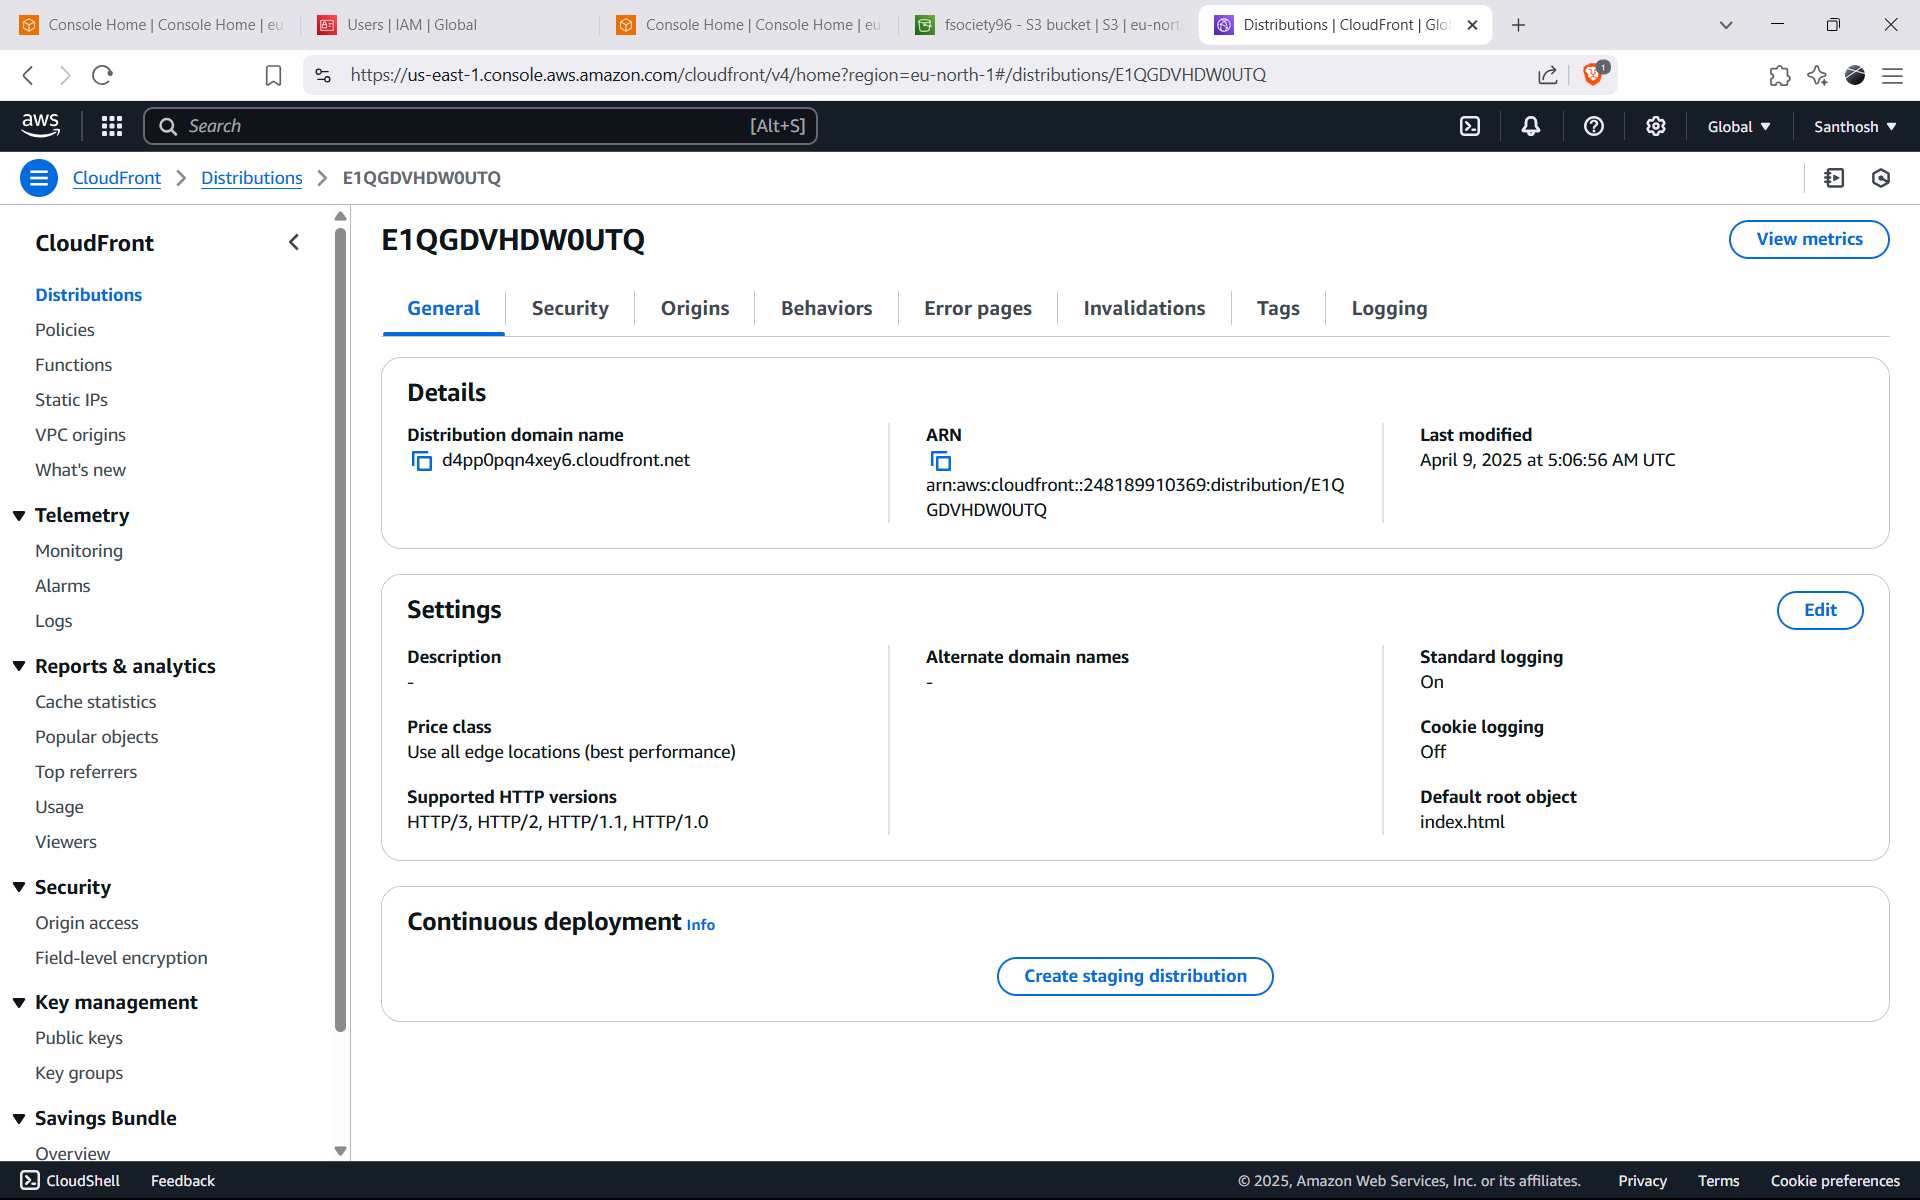 Console Home | Console Home | eu
Users | IAM | Global
Console Home | Console Home | eu
fsociety96 - S3 bucket | S3 | eu-nort
Distributions | CloudFront | Glo
https://us-east-1.console.aws.amazon.com/cloudfront/v4/home?region=eu-north-1#/distributions/E1QGDVHDW0UTQ
1
aws
Search
[Alt+S]
Global
Santhosh
CloudFront
Distributions
E1QGDVHDW0UTQ
CloudFront
Distributions
Policies
Functions
Static IPs
VPC origins
What's new
Telemetry
Monitoring
Alarms
Logs
Reports & analytics
Cache statistics
Popular objects
Top referrers
Usage
Viewers
Security
Origin access
Field-level encryption
Key management
Public keys
Key groups
Savings Bundle
Overview
E1QGDVHDW0UTQ
View metrics
General
Security
Origins
Behaviors
Error pages
Invalidations
Tags
Logging
Details
Distribution domain name
d4pp0pqn4xey6.cloudfront.net
ARN
arn:aws:cloudfront::248189910369:distribution/E1Q
GDVHDW0UTQ
Last modified
April 9, 2025 at 5:06:56 AM UTC
Settings
Edit
Description
-
Price class
Use all edge locations (best performance)
Supported HTTP versions
HTTP/3, HTTP/2, HTTP/1.1, HTTP/1.0
Alternate domain names
-
Standard logging
On
Cookie logging
Off
Default root object
index.html
Continuous deployment Info
Create staging distribution
CloudShell
Feedback
© 2025, Amazon Web Services, Inc. or its affiliates.
Privacy
Terms
Cookie preferences